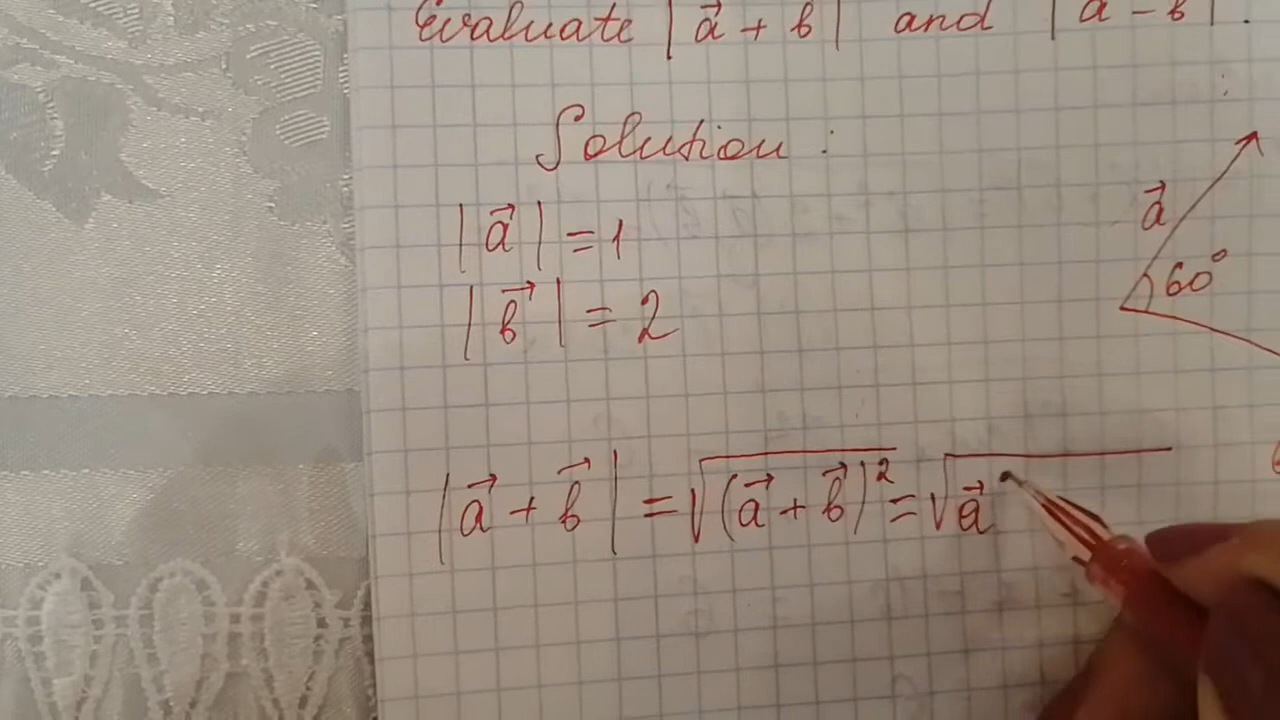 Evaluate |a⃗ + b| and |a − b|.
Solution:
|a⃗| = 1
|b⃗| = 2
a⃗
60°
|a⃗ + b⃗| = √(a⃗ + b⃗)² = √a⃗